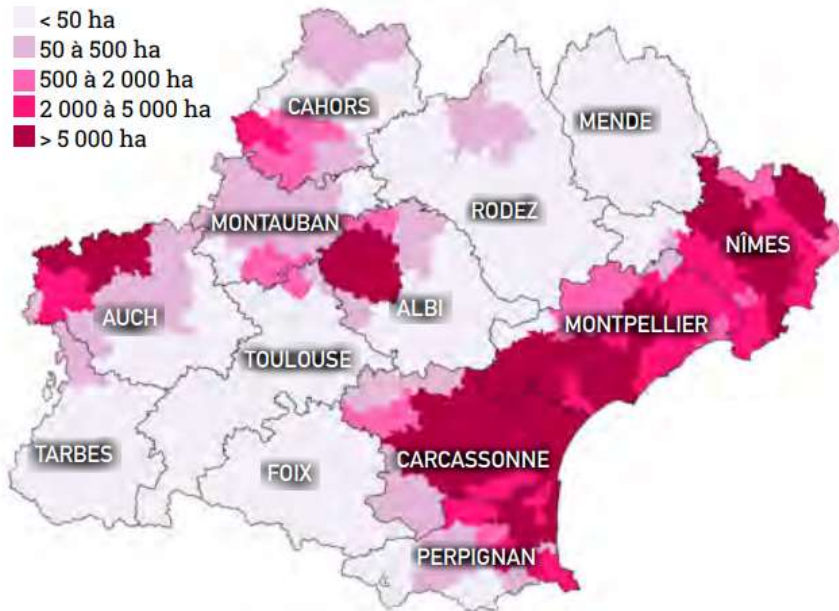 < 50 ha
50 à 500 ha
500 à 2 000 ha
2 000 à 5 000 ha
> 5 000 ha
CAHORS
MENDE
MONTAUBAN
RODEZ
NÎMES
AUCH
ALBI
MONTPELLIER
TOULOUSE
TARBES
FOIX
CARCASSONNE
PERPIGNAN